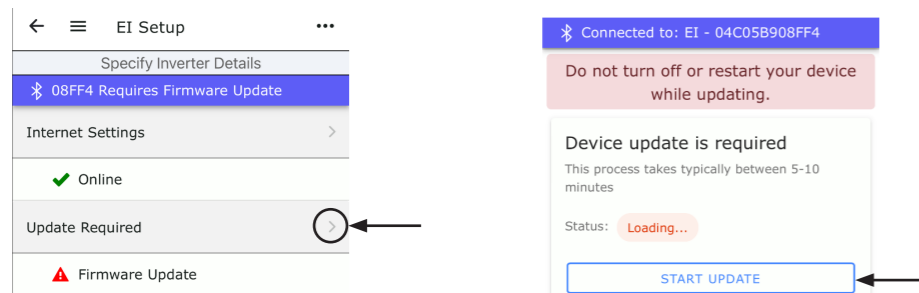 EI Setup
Specify Inverter Details
08FF4 Requires Firmware Update
Internet Settings
Online
Update Required
Firmware Update
Connected to: EI - 04C05B908FF4
Do not turn off or restart your device
while updating.
Device update is required
This process takes typically between 5-10
minutes
Status: Loading...
START UPDATE